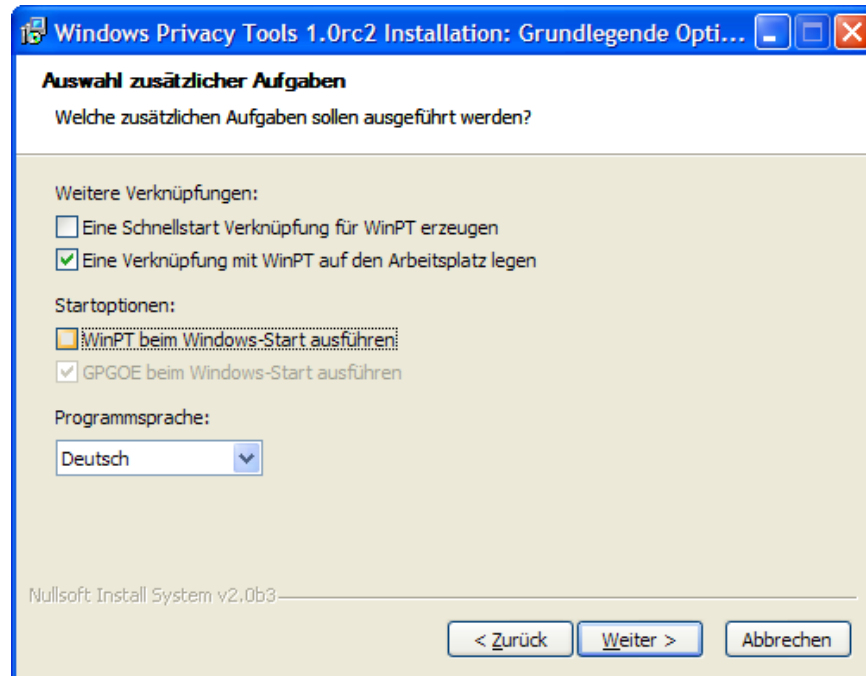 Windows Privacy Tools 1.0rc2 Installation: Grundlegende Opti...
Auswahl zusätzlicher Aufgaben
Welche zusätzlichen Aufgaben sollen ausgeführt werden?
Weitere Verknüpfungen:
Eine Schnellstart Verknüpfung für WinPT erzeugen
Eine Verknüpfung mit WinPT auf den Arbeitsplatz legen
Startoptionen:
WinPT beim Windows-Start ausführen
GPGOE beim Windows-Start ausführen
Programmsprache:
Deutsch
Nullsoft Install System v2.0b3
< Zurück Weiter > Abbrechen